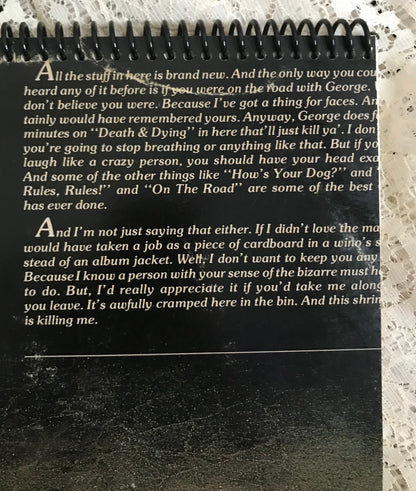 All the stuff in here is brand new. And the only way you cou
heard any of it before is if you were on the road with George. 
don't believe you were. Because I've got a thing for faces. An
tainly would have remembered yours. Anyway, George does f
minutes on "Death & Dying" in here that'll just kill ya'. I don
you're going to stop breathing or anything like that. But if yo
laugh like a crazy person, you should have your head exa
And some of the other things like "How's Your Dog?" and "
Rules, Rules!" and "On The Road" are some of the best
has ever done.
And I'm not just saying that either. If I didn't love the ma
would have taken a job as a piece of cardboard in a wino's s
stead of an album jacket. Well, I don't want to keep you any
Because I know a person with your sense of the bizarre must h
to do. But, I'd really appreciate it if you'd take me along
you leave. It's awfully cramped here in the bin. And this shrin
is killing me.